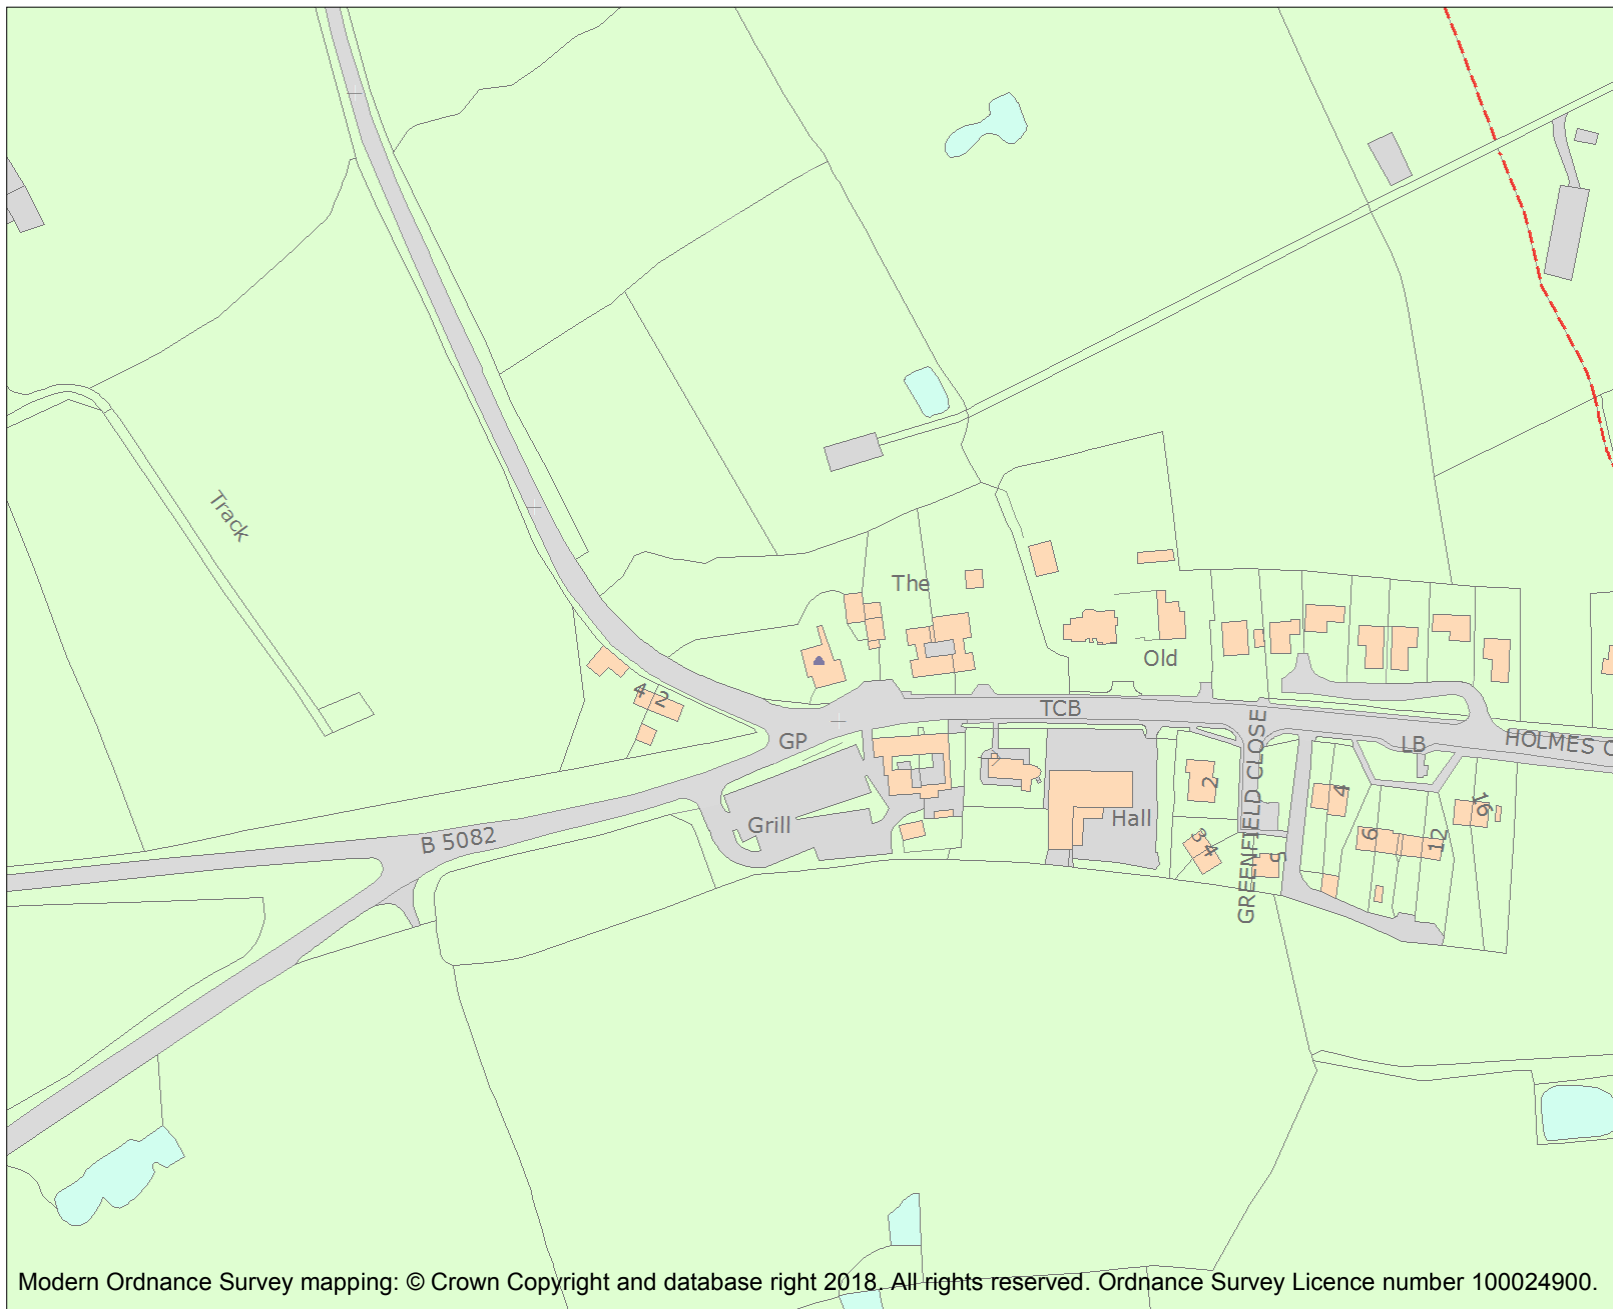 Track
The
Old
4
2
TCB
GP
LB
HOLMES C
GREENFIELD CLOSE
2
4
16
Grill
Hall
B 5082
3
4
5
6
12
Modern Ordnance Survey mapping: © Crown Copyright and database right 2018. All rights reserved. Ordnance Survey Licence number 100024900.